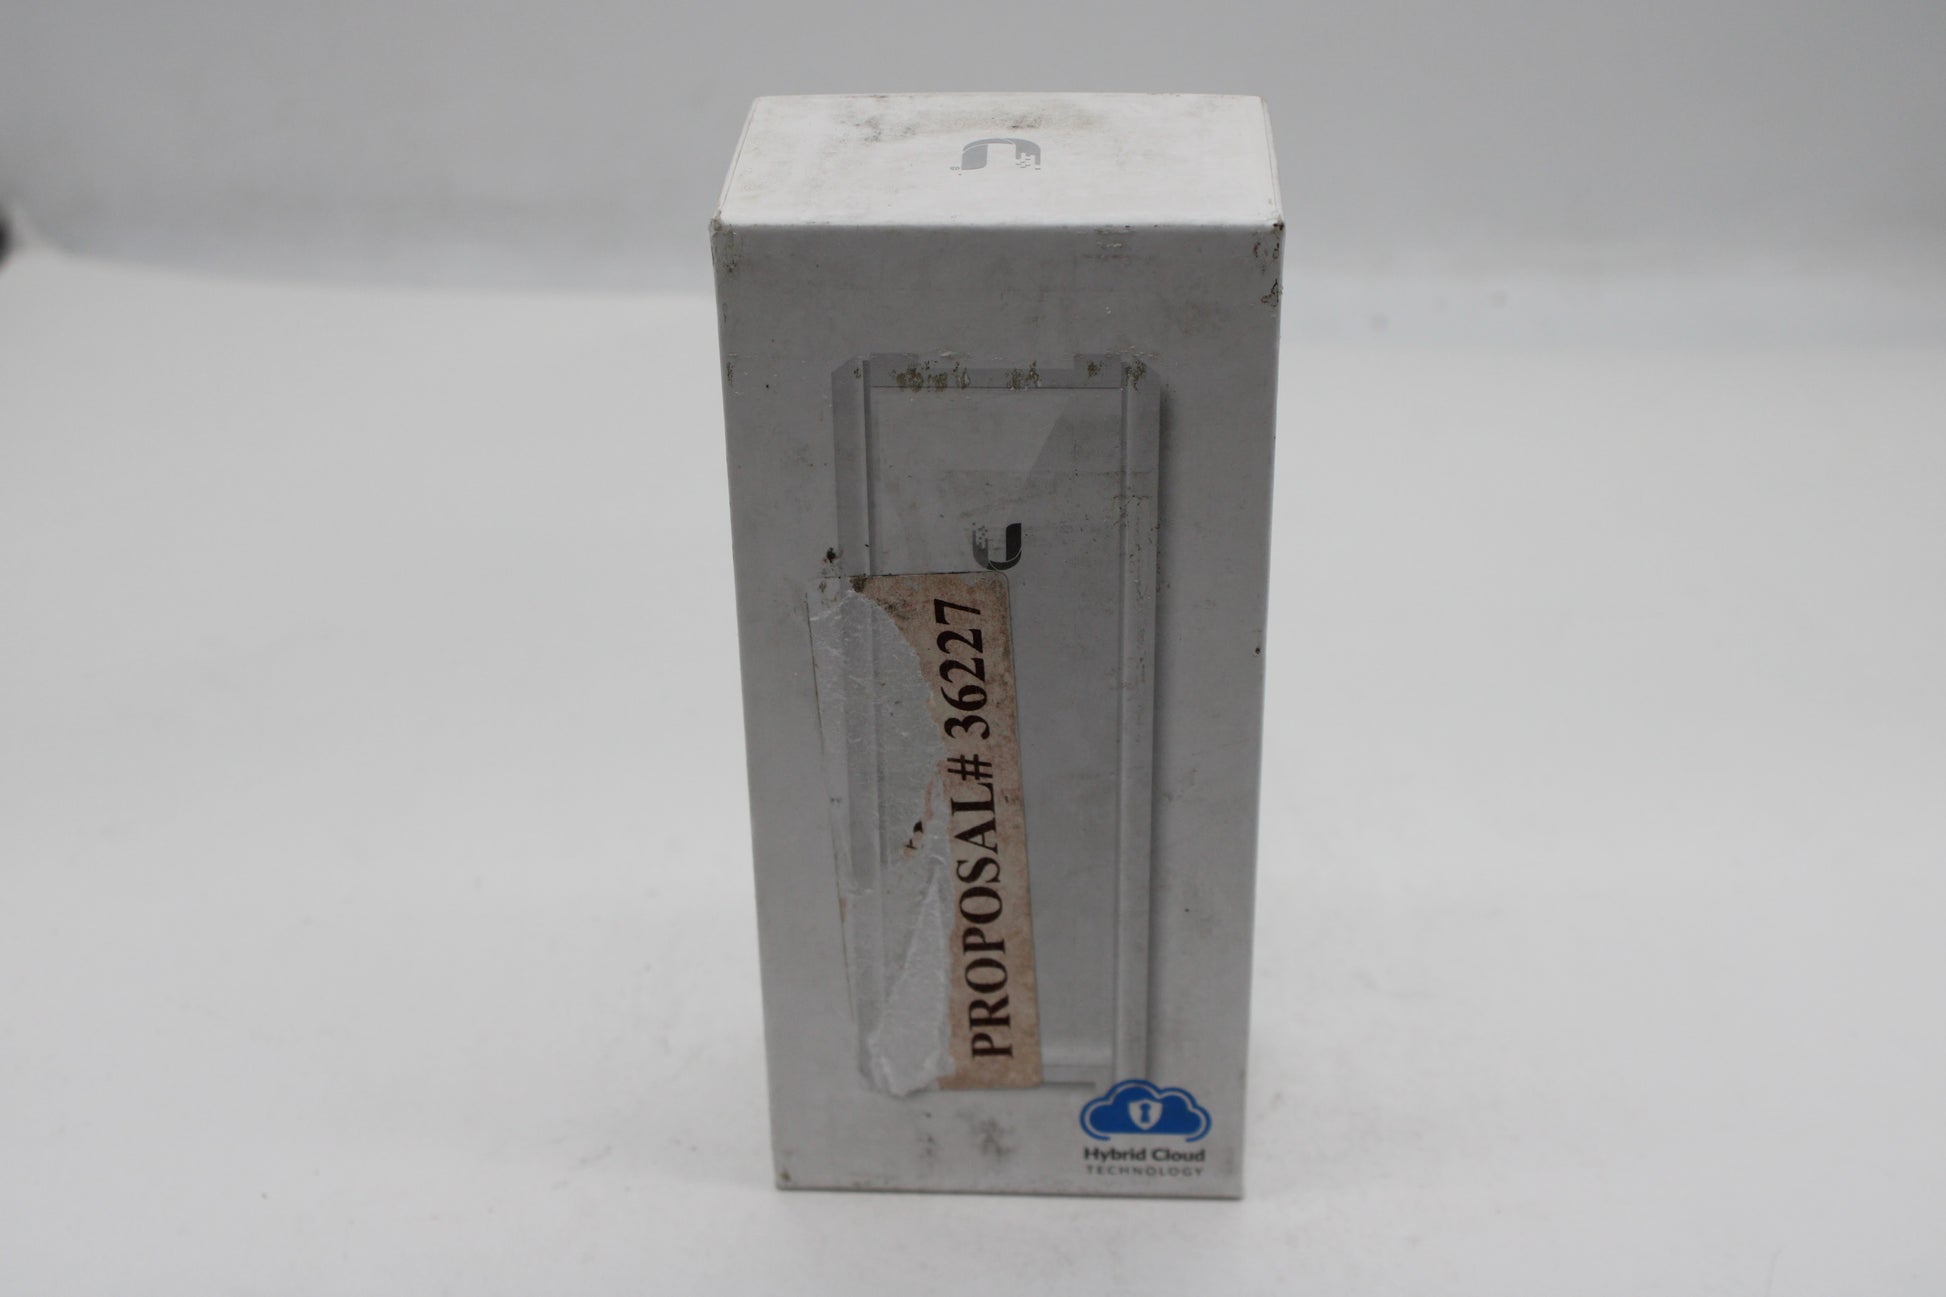 PROPOSAL# 36227
Hybrid Cloud
TECHNOLOGY